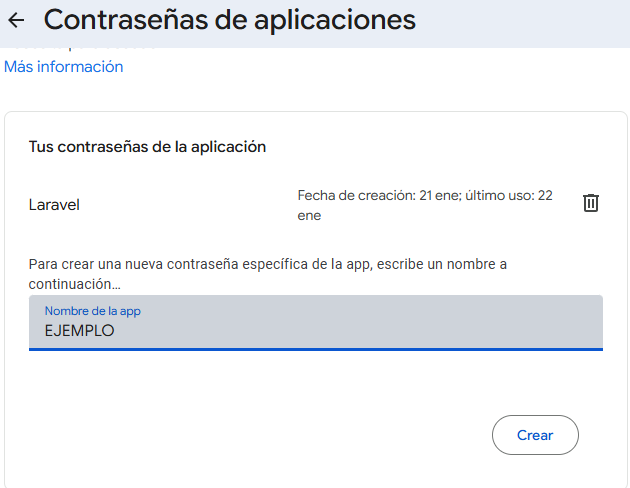 Contraseñas de aplicaciones
Más información
Tus contraseñas de la aplicación
Laravel
Fecha de creación: 21 ene; último uso: 22
ene
Para crear una nueva contraseña específica de la app, escribe un nombre a
continuación…
Nombre de la app
EJEMPLO
Crear